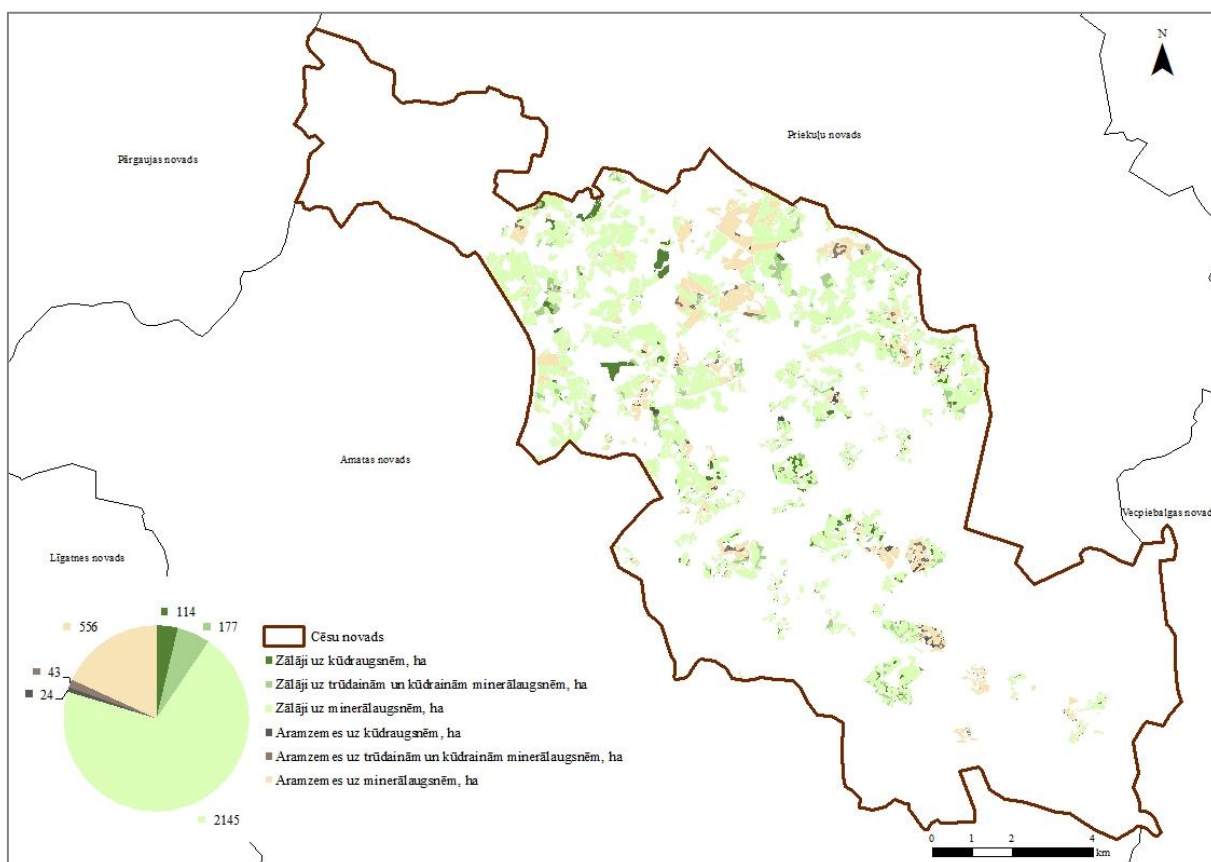 N
Priekuļu novads
Pārgaujas novads
Amatas novads
Vecpiebalgas novad
Līgatnes novads
114
177
556
43
24
2145
Cēsu novads
Zālāji uz kūdraugsnēm, ha
Zālāji uz trūdainām un kūdrainām minerālaugsnēm, ha
Zālāji uz minerālaugsnēm, ha
Aramzemes uz kūdraugsnēm, ha
Aramzemes uz trūdainām un kūdrainām minerālaugsnēm, ha
Aramzemes uz minerālaugsnēm, ha
0 1 2 4
km